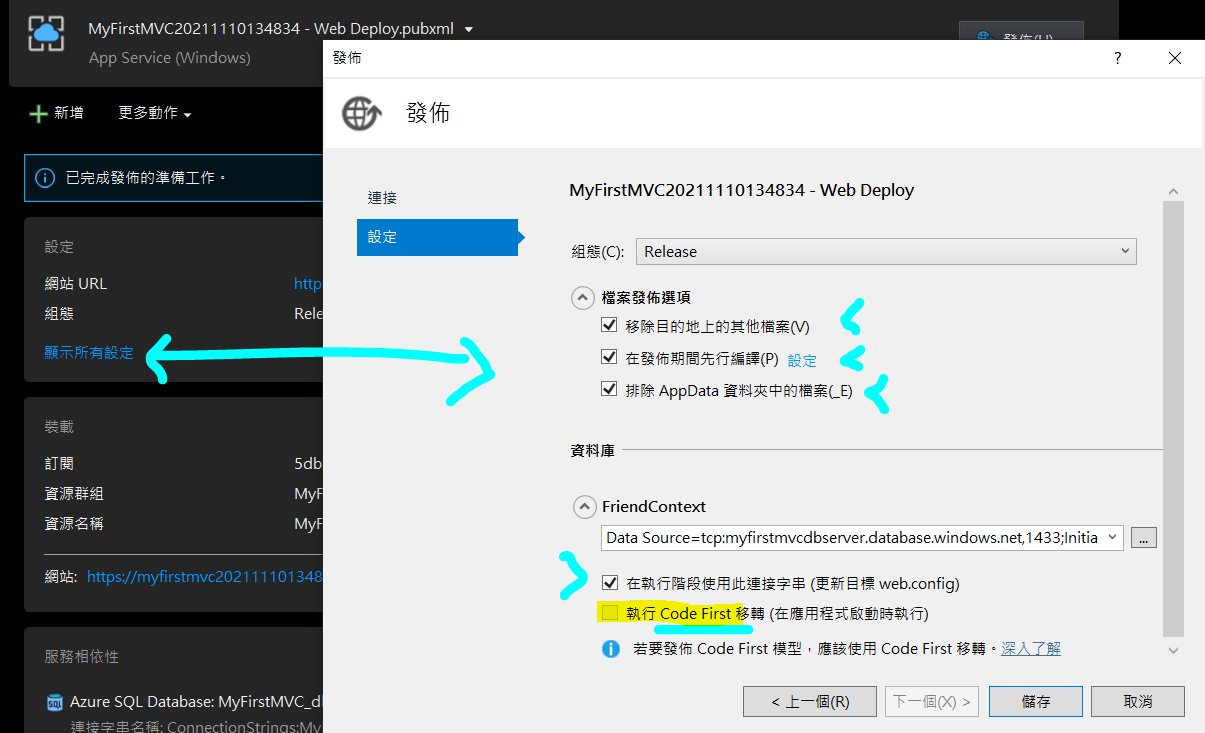 MyFirstMVC20211110134834 - Web Deploy.pubxml
App Service (Windows)
新增
更多動作
已完成發佈的準備工作。
設定
網站 URL
http
組態
Rele
顯示所有設定
裝載
訂閱
5db
資源群組
MyF
資源名稱
MyF
網站:
https://myfirstmvc202111101348
服務相依性
Azure SQL Database: MyFirstMVC_d
連接字串名稱: ConnectionStrings:My
發佈
?
發佈
連接
設定
MyFirstMVC20211110134834 - Web Deploy
組態(C):
Release
檔案發佈選項
移除目的地上的其他檔案(V)
在發佈期間先行編譯(P) 設定
排除 AppData 資料夾中的檔案(_E)
資料庫
FriendContext
Data Source=tcp:myfirstmvcdbserver.database.windows.net,1433;Initia
...
在執行階段使用此連接字串 (更新目標 web.config)
執行 Code First 移轉 (在應用程式啟動時執行)
若要發佈 Code First 模型，應該使用 Code First 移轉。深入了解
< 上一個(R)
下一個(X) >
儲存
取消